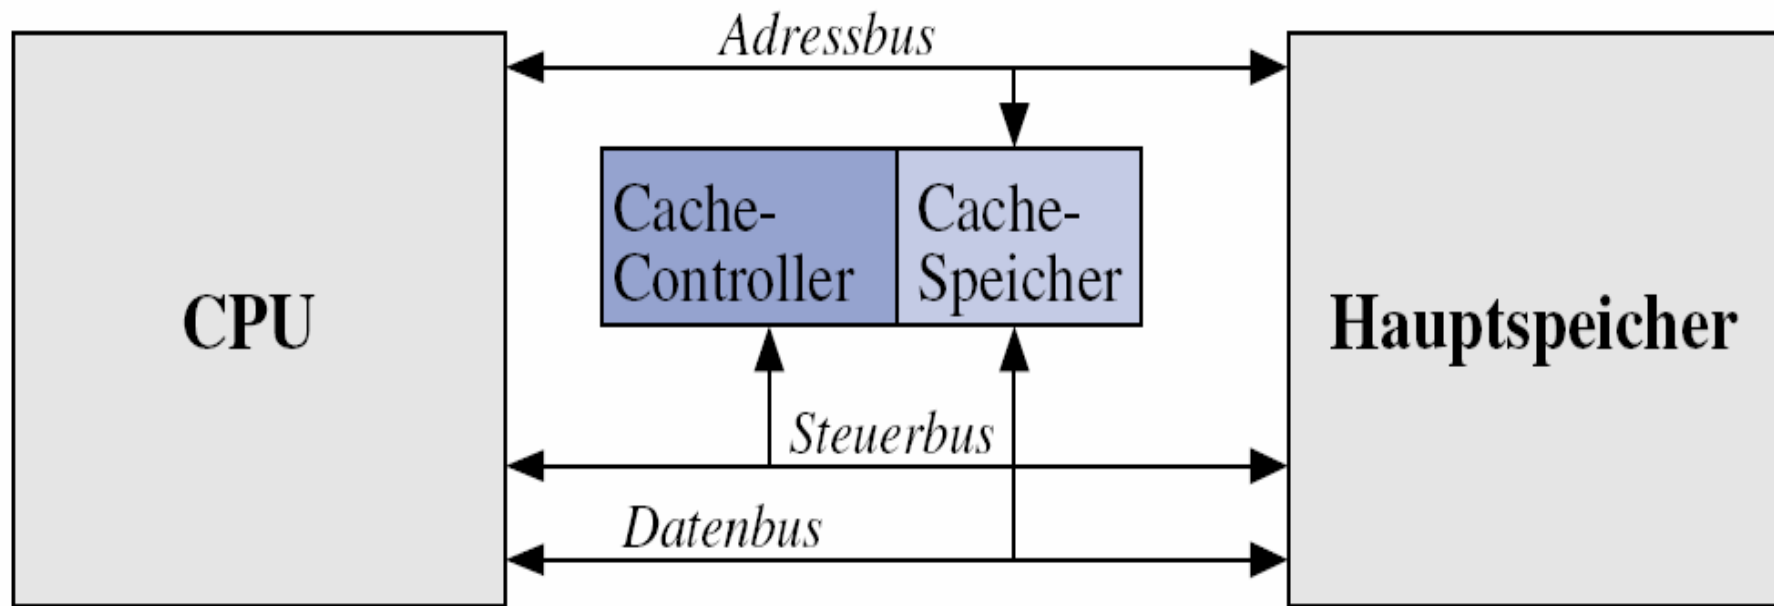 Adressbus
Cache-
Controller
Cache-
Speicher
CPU
Hauptspeicher
Steuerbus
Datenbus